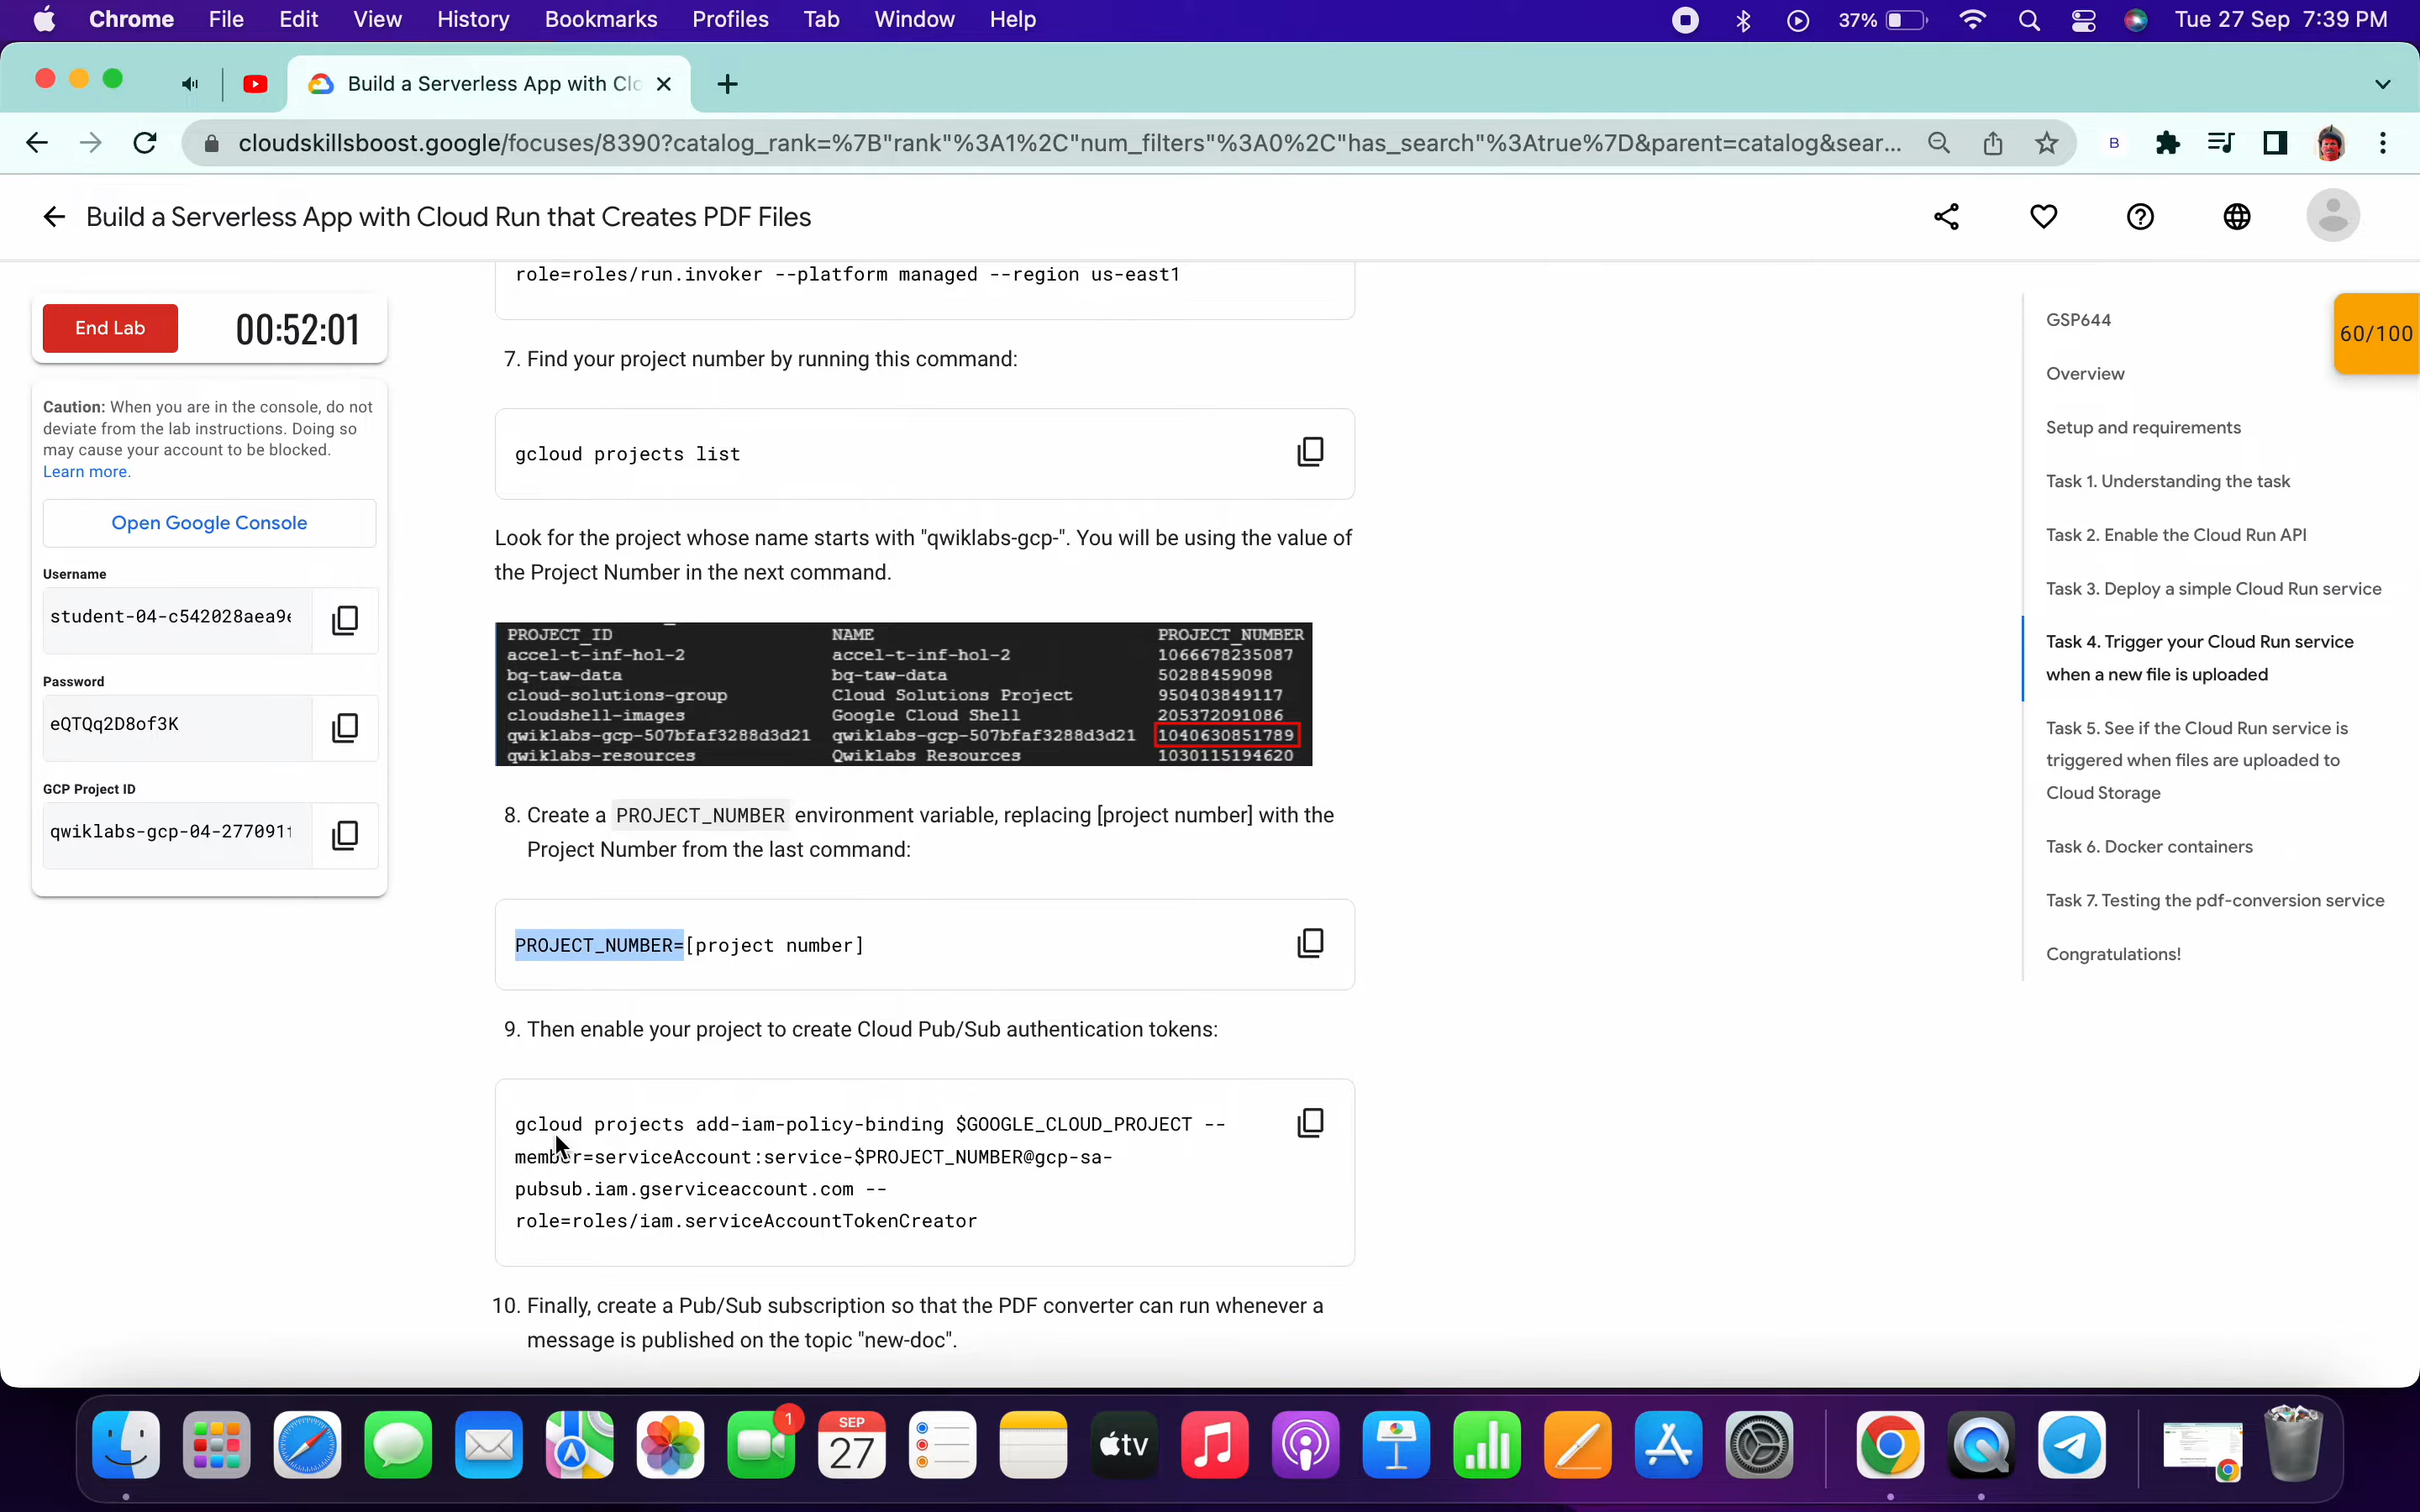 Chrome File Edit View History Bookmarks Profiles Tab Window Help 37% Tue 27 Sep 7:39 PM
Build a Serverless App with Clo
cloudskillsboost.google/focuses/8390?catalog_rank=%7B"rank"%3A1%2C"num_filters"%3A0%2C"has_search"%3Atrue%7D&parent=catalog&sear... B
Build a Serverless App with Cloud Run that Creates PDF Files
End Lab 00:52:01
Caution: When you are in the console, do not
deviate from the lab instructions. Doing so
may cause your account to be blocked.
Learn more.
Open Google Console
Username
student-04-c542028aea9
Password
eQTQq2D8of3K
GCP Project ID
qwiklabs-gcp-04-277091
role=roles/run.invoker --platform managed --region us-east1
7. Find your project number by running this command:
gcloud projects list
Look for the project whose name starts with "qwiklabs-gcp-". You will be using the value of
the Project Number in the next command.
PROJECT_ID NAME PROJECT_NUMBER
accel-t-inf-hol-2 accel-t-inf-hol-2 1066678235087
bq-taw-data bq-taw-data 50288459098
cloud-solutions-group Cloud Solutions Project 950403849117
cloudshell-images Google Cloud Shell 205372091086
qwiklabs-gcp-507bfaf3288d3d21 qwiklabs-gcp-507bfaf3288d3d21 1040630851789
qwiklabs-resources Qwiklabs Resources 1030115194620
8. Create a PROJECT_NUMBER environment variable, replacing [project number] with the
Project Number from the last command:
PROJECT_NUMBER=[project number]
9. Then enable your project to create Cloud Pub/Sub authentication tokens:
gcloud projects add-iam-policy-binding $GOOGLE_CLOUD_PROJECT --
member=serviceAccount:service-$PROJECT_NUMBER@gcp-sa-
pubsub.iam.gserviceaccount.com --
role=roles/iam.serviceAccountTokenCreator
10. Finally, create a Pub/Sub subscription so that the PDF converter can run whenever a
message is published on the topic "new-doc".
GSP644
60/100
Overview
Setup and requirements
Task 1. Understanding the task
Task 2. Enable the Cloud Run API
Task 3. Deploy a simple Cloud Run service
Task 4. Trigger your Cloud Run service
when a new file is uploaded
Task 5. See if the Cloud Run service is
triggered when files are uploaded to
Cloud Storage
Task 6. Docker containers
Task 7. Testing the pdf-conversion service
Congratulations!
1
SEP
27
tv